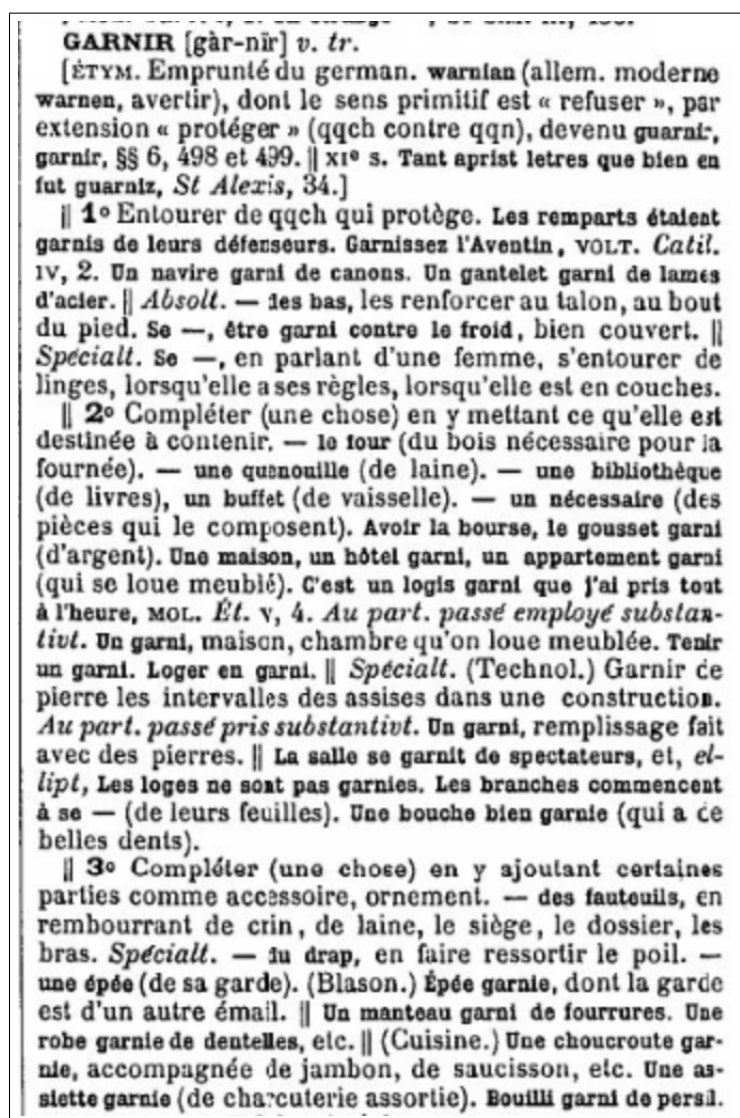 GARNIR [gàr-nīr] v. tr.
[ÉTYM. Emprunté du german. warnian (allem. moderne
warnen, avertir), dont le sens primitif est « refuser », par
extension « protéger » (qqch contre qqn), devenu guarnir,
garnir, §§ 6, 498 et 499. || XIe s. Tant aprist letres que bien en
fut guarniz, St Alexis, 34.]
|| 1º Entourer de qqch qui protège. Les remparts étaient
garnis de leurs défenseurs. Garnissez l'Aventin, VOLT. Catil.
IV, 2. Un navire garni de canons. Un gantelet garni de lames
d'acier. || Absolt. — des bas, les renforcer au talon, au bout
du pied. Se —, être garni contre le froid, bien couvert. ||
Spécialt. Se —, en parlant d'une femme, s'entourer de
linges, lorsqu'elle a ses règles, lorsqu'elle est en couches.
|| 2º Compléter (une chose) en y mettant ce qu'elle est
destinée à contenir. — le four (du bois nécessaire pour la
fournée). — une quenouille (de laine). — une bibliothèque
(de livres), un buffet (de vaisselle). — un nécessaire (des
pièces qui le composent). Avoir la bourse, le gousset garni
(d'argent). Une maison, un hôtel garni, un appartement garni
(qui se loue meublé). C'est un logis garni que j'ai pris tout
à l'heure, MOL. Ét. V, 4. Au part. passé employé substan-
tivt. Un garni, maison, chambre qu'on loue meublée. Tenir
un garni. Loger en garni. || Spécialt. (Technol.) Garnir de
pierre les intervalles des assises dans une construction.
Au part. passé pris substantivt. Un garni, remplissage fait
avec des pierres. || La salle se garnit de spectateurs, et, el-
lipt, Les loges ne sont pas garnies. Les branches commencent
à se — (de leurs feuilles). Une bouche bien garnie (qui a de
belles dents).
|| 3º Compléter (une chose) en y ajoutant certaines
parties comme accessoire, ornement. — des fauteuils, en
rembourrant de crin, de laine, le siège, le dossier, les
bras. Spécialt. — du drap, en faire ressortir le poil. —
une épée (de sa garde). (Blason.) Épée garnie, dont la garde
est d'un autre émail. || Un manteau garni de fourrures. Une
robe garnie de dentelles, etc. || (Cuisine.) Une choucroute gar-
nie, accompagnée de jambon, de saucisson, etc. Une as-
siette garnie (de charcuterie assortie). Bouilli garni de persil.